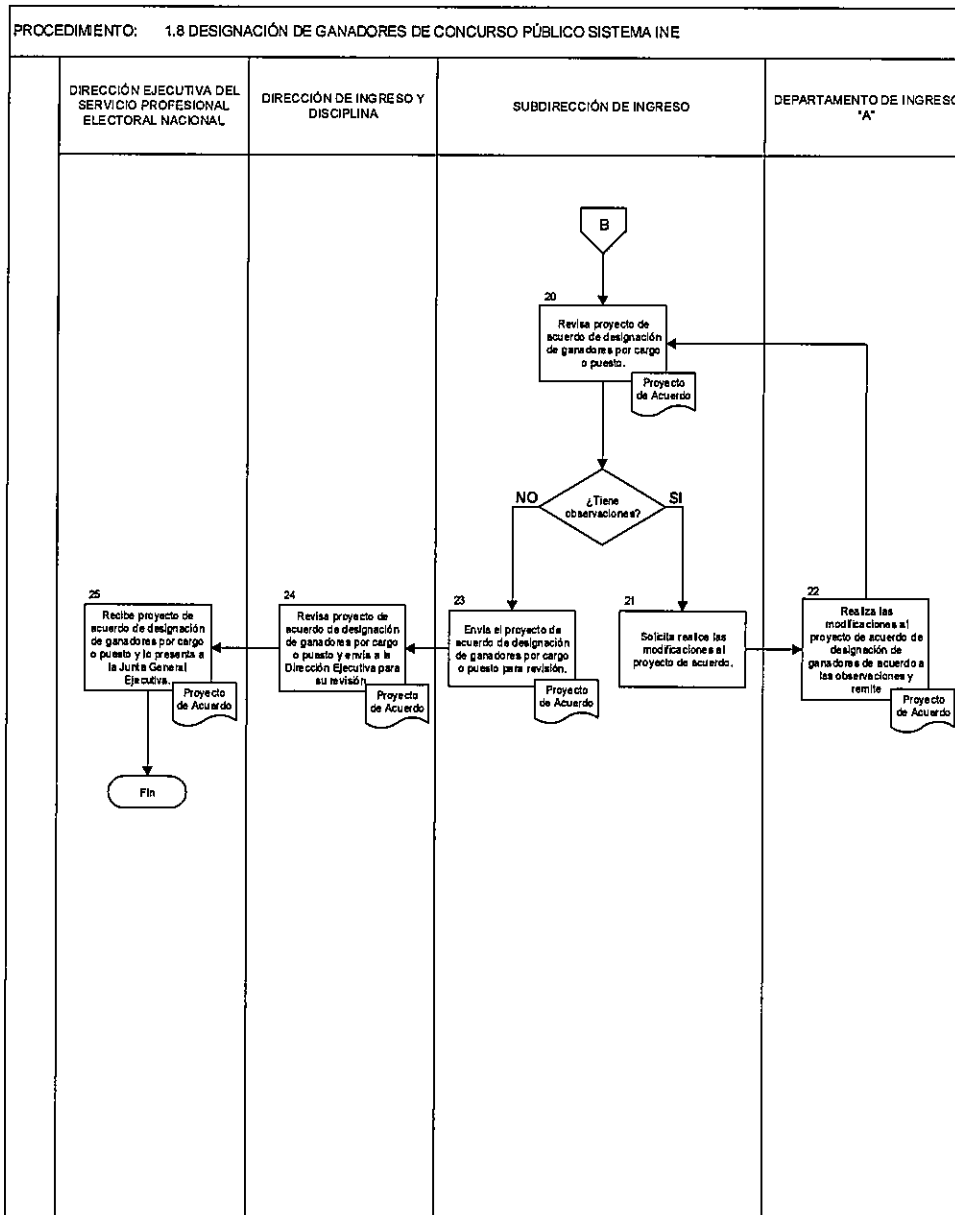 PROCEDIMIENTO: 1.8 DESIGNACIÓN DE GANADORES DE CONCURSO PÚBLICO SISTEMA INE
DIRECCIÓN EJECUTIVA DEL
SERVICIO PROFESIONAL
ELECTORAL NACIONAL
DIRECCIÓN DE INGRESO Y
DISCIPLINA
SUBDIRECCIÓN DE INGRESO
DEPARTAMENTO DE INGRESO
"A"
B
20
Revisa proyecto de
acuerdo de designación
de ganadores por cargo
o puesto.
Proyecto
de Acuerdo
¿Tiene
observaciones?
NO
SI
25
Recibe proyecto de
acuerdo de designación
de ganadores por cargo
o puesto y lo presenta a
la Junta General
Ejecutiva.
Proyecto
de Acuerdo
24
Revisa proyecto de
acuerdo de designación
de ganadores por cargo
o puesto y envía a la
Dirección Ejecutiva para
su revisión
Proyecto
de Acuerdo
23
Envía el proyecto de
acuerdo de designación
de ganadores por cargo o
puesto para revisión.
Proyecto
de Acuerdo
21
Solicita realice las
modificaciones al
proyecto de acuerdo.
22
Realiza las
modificaciones al
proyecto de acuerdo de
designación de
ganadores de acuerdo a
las observaciones y
remite
Proyecto
de Acuerdo
Fin